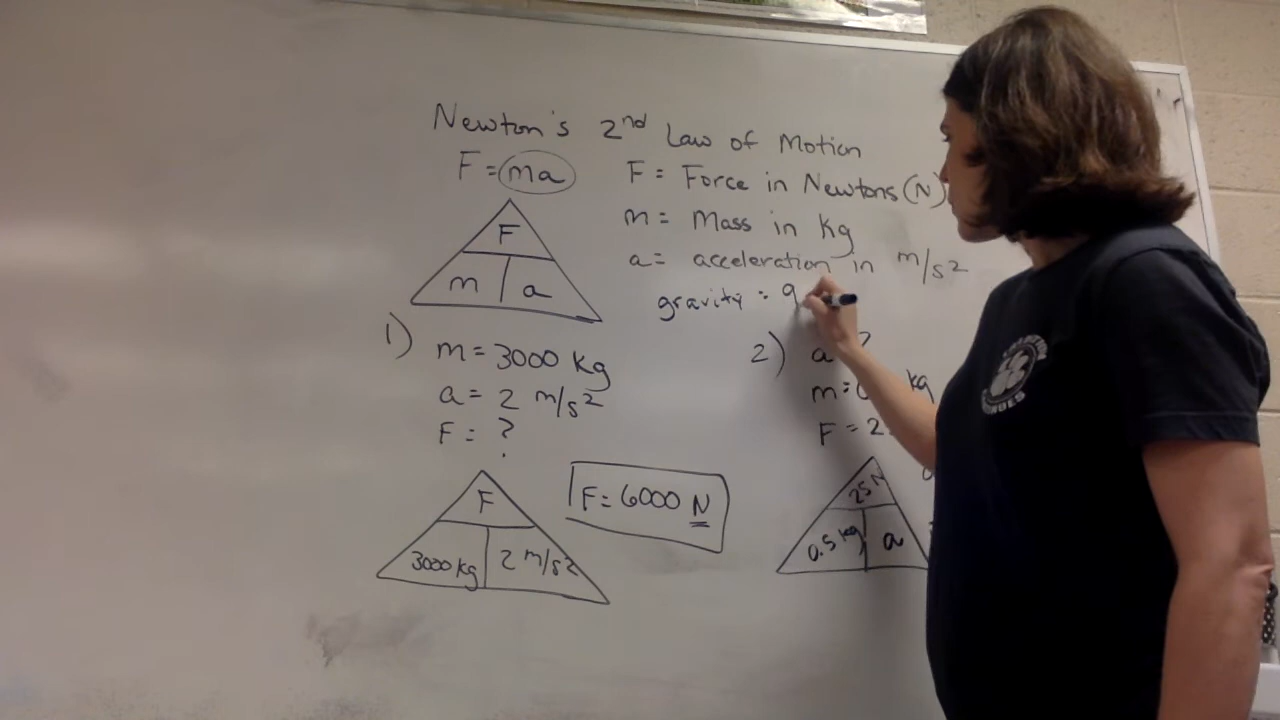 Newton's 2nd Law of Motion
F = ma
F = Force in Newtons (N)
m = Mass in Kg
a = acceleration in m/s2
gravity = 9
F
m a
1) m = 3000 kg
a = 2 m/s2
F = ?
F
3000 kg 2 m/s2
F = 6000 N
2) a ?
m = 0 kg
F = 2
25 N
0.5 kg a